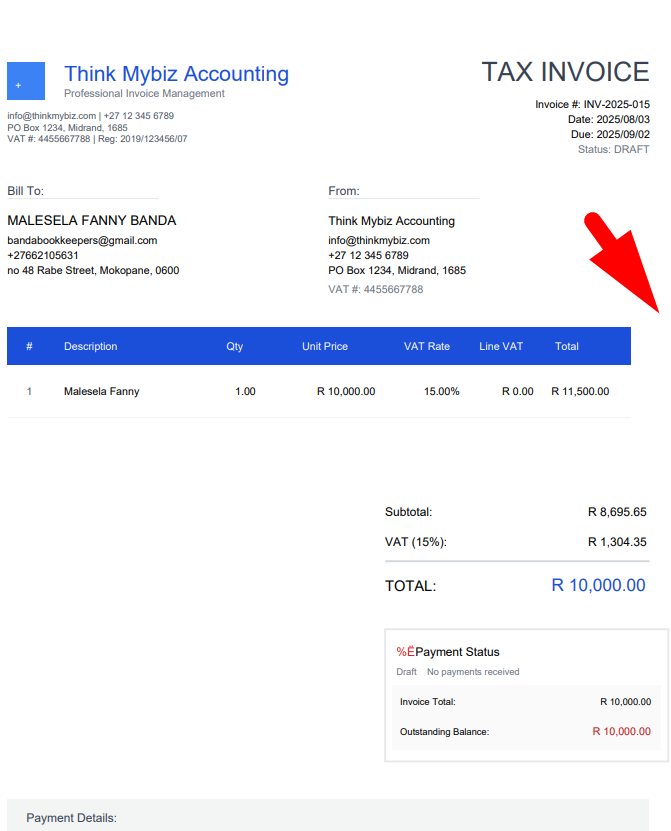 +
Think Mybiz Accounting
Professional Invoice Management
info@thinkmybiz.com | +27 12 345 6789
PO Box 1234, Midrand, 1685
VAT #: 4455667788 | Reg: 2019/123456/07
TAX INVOICE
Invoice #: INV-2025-015
Date: 2025/08/03
Due: 2025/09/02
Status: DRAFT
Bill To:
MALESELA FANNY BANDA
bandabookkeepers@gmail.com
+27662105631
no 48 Rabe Street, Mokopane, 0600
From:
Think Mybiz Accounting
info@thinkmybiz.com
+27 12 345 6789
PO Box 1234, Midrand, 1685
VAT #: 4455667788
# Description Qty Unit Price VAT Rate Line VAT Total
1 Malesela Fanny 1.00 R 10,000.00 15.00% R 0.00 R 11,500.00
Subtotal: R 8,695.65
VAT (15%): R 1,304.35
TOTAL: R 10,000.00
%ËPayment Status
Draft No payments received
Invoice Total: R 10,000.00
Outstanding Balance: R 10,000.00
Payment Details: